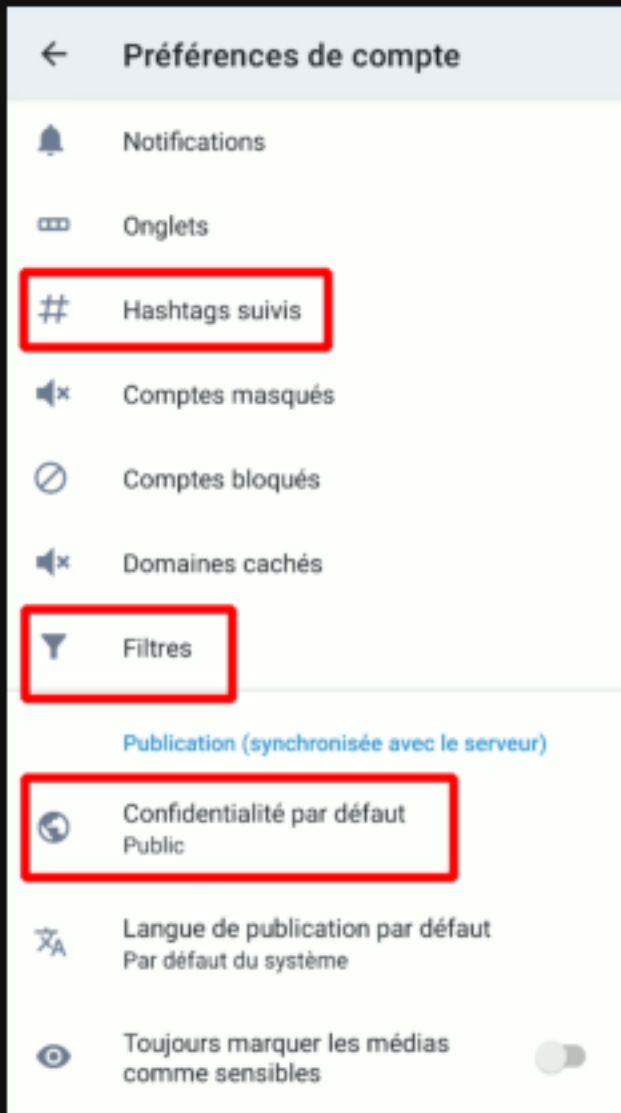 Préférences de compte
Notifications
Onglets
Hashtags suivis
Comptes masqués
Comptes bloqués
Domaines cachés
Filtres
Publication (synchronisée avec le serveur)
Confidentialité par défaut
Public
Langue de publication par défaut
Par défaut du système
Toujours marquer les médias
comme sensibles